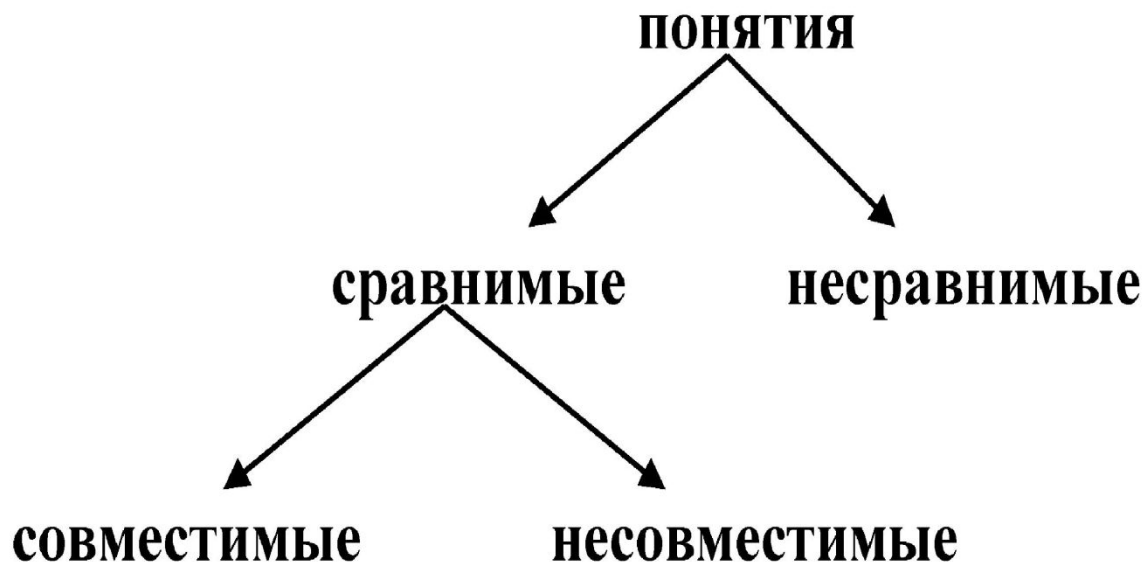 понятия
сравнимые несравнимые
совместимые несовместимые